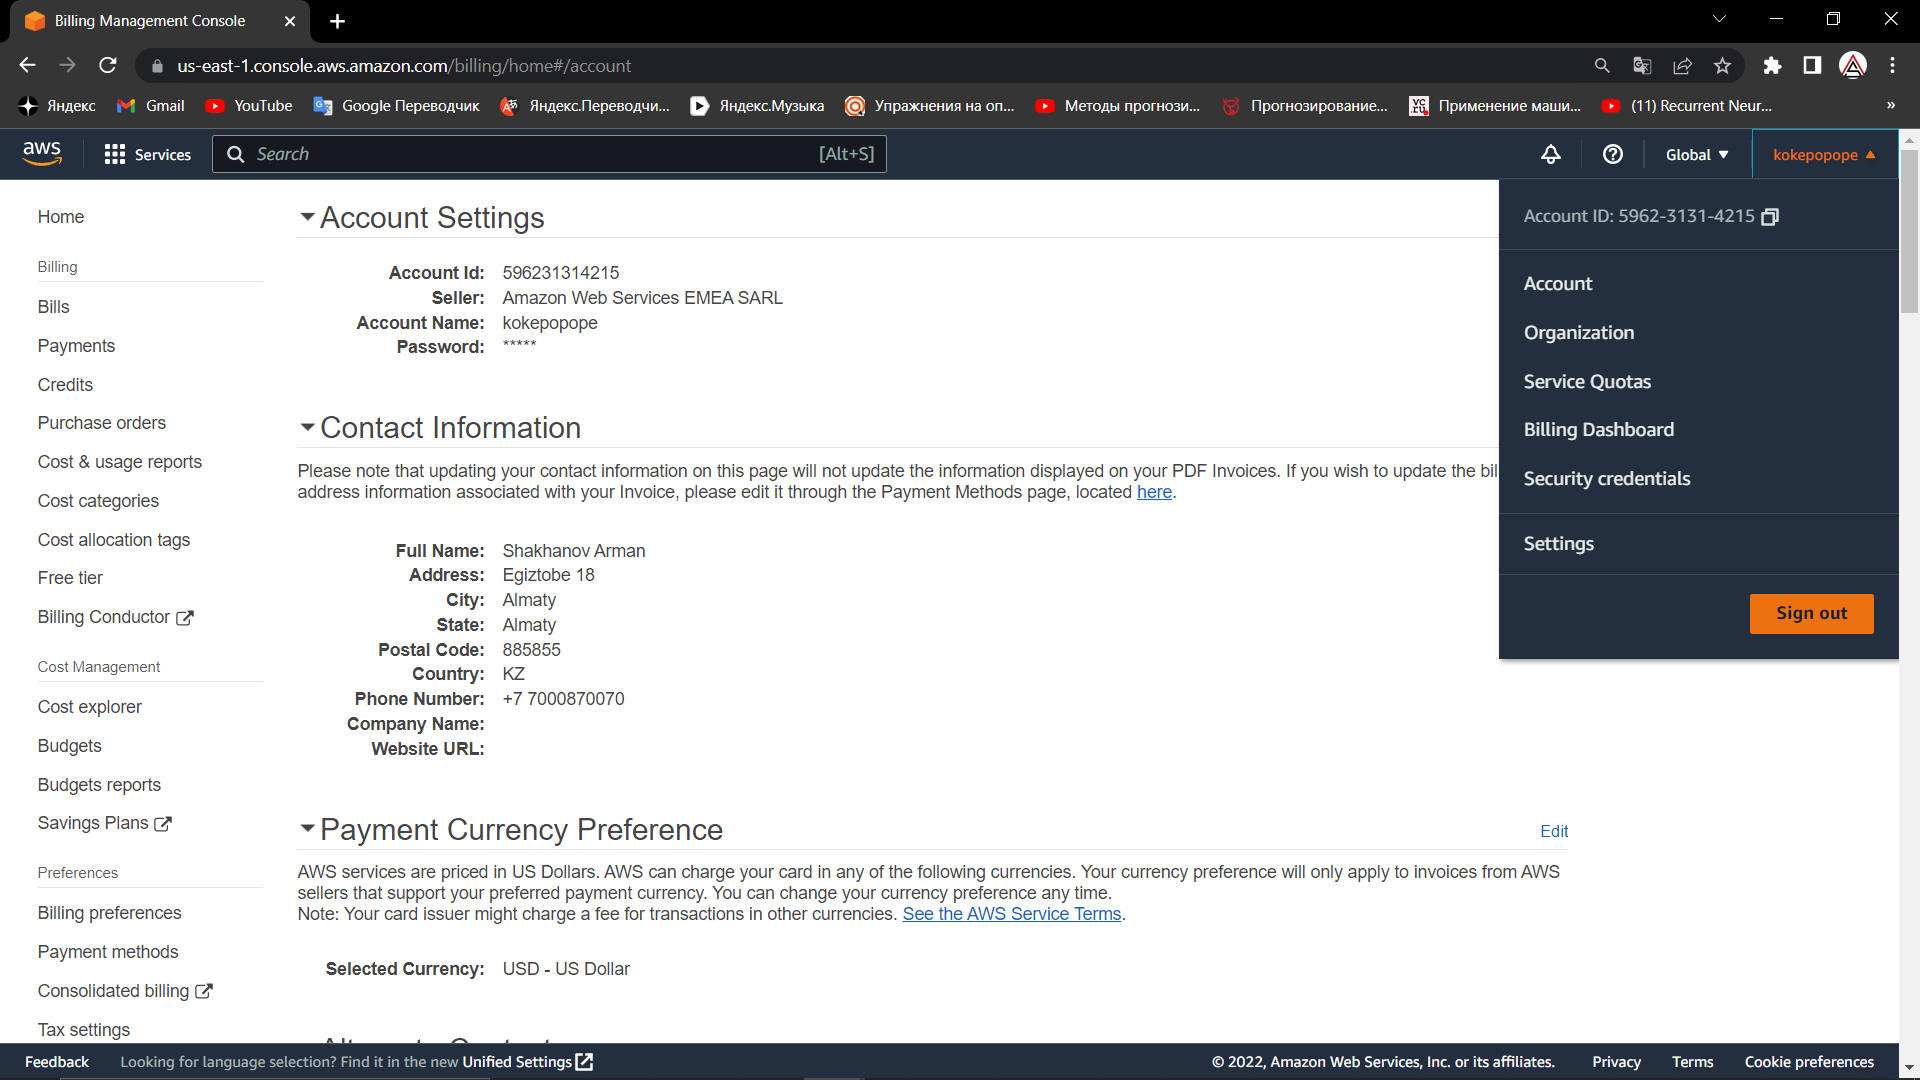 Billing Management Console
us-east-1.console.aws.amazon.com/billing/home#/account
Яндекс
Gmail
YouTube
Google Переводчик
Яндекс.Переводчи...
Яндекс.Музыка
Упражнения на оп...
Методы прогнози...
Прогнозирование...
Применение маши...
(11) Recurrent Neur...
»
aws
Services
Search
[Alt+S]
Global
kokepopope
Account ID: 5962-3131-4215
Account
Organization
Service Quotas
Billing Dashboard
Security credentials
Settings
Sign out
Home
Billing
Bills
Payments
Credits
Purchase orders
Cost & usage reports
Cost categories
Cost allocation tags
Free tier
Billing Conductor
Cost Management
Cost explorer
Budgets
Budgets reports
Savings Plans
Preferences
Billing preferences
Payment methods
Consolidated billing
Tax settings
Account Settings
Account Id: 596231314215
Seller: Amazon Web Services EMEA SARL
Account Name: kokepopope
Password: *****
Contact Information
Please note that updating your contact information on this page will not update the information displayed on your PDF Invoices. If you wish to update the bil
address information associated with your Invoice, please edit it through the Payment Methods page, located here.
Full Name: Shakhanov Arman
Address: Egiztobe 18
City: Almaty
State: Almaty
Postal Code: 885855
Country: KZ
Phone Number: +7 7000870070
Company Name:
Website URL:
Payment Currency Preference
Edit
AWS services are priced in US Dollars. AWS can charge your card in any of the following currencies. Your currency preference will only apply to invoices from AWS
sellers that support your preferred payment currency. You can change your currency preference any time.
Note: Your card issuer might charge a fee for transactions in other currencies. See the AWS Service Terms.
Selected Currency: USD - US Dollar
Feedback
Looking for language selection? Find it in the new Unified Settings
© 2022, Amazon Web Services, Inc. or its affiliates.
Privacy
Terms
Cookie preferences